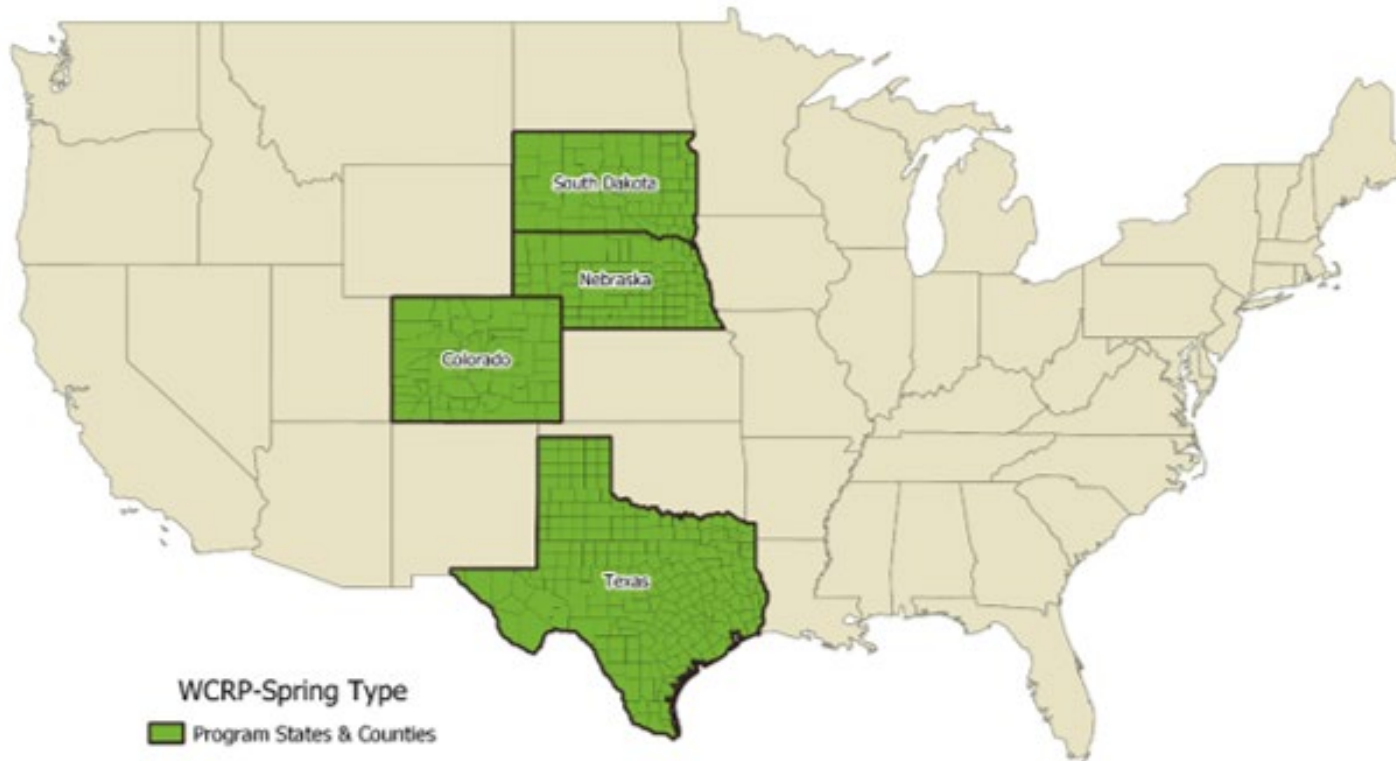 South Dakota
Nebraska
Colorado
Texas
WCRP-Spring Type
Program States & Counties